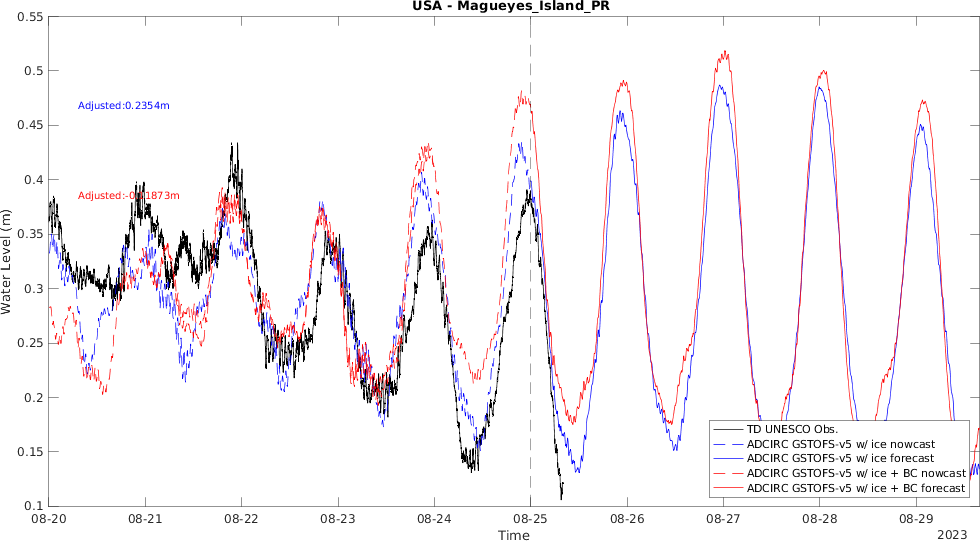 USA - Magueyes_Island_PR
0.55
0.5
Adjusted:0.2354m
0.45
0.4
Adjusted:-0.1873m
0.35
Water Level (m)
0.3
0.25
0.2
TD UNESCO Obs.
ADCIRC GSTOFS-v5 w/ ice nowcast
0.15
ADCIRC GSTOFS-v5 w/ ice forecast
ADCIRC GSTOFS-v5 w/ ice + BC nowcast
ADCIRC GSTOFS-v5 w/ ice + BC forecast
0.1
08-20 08-21 08-22 08-23 08-24 08-25 08-26 08-27 08-28 08-29
Time
2023